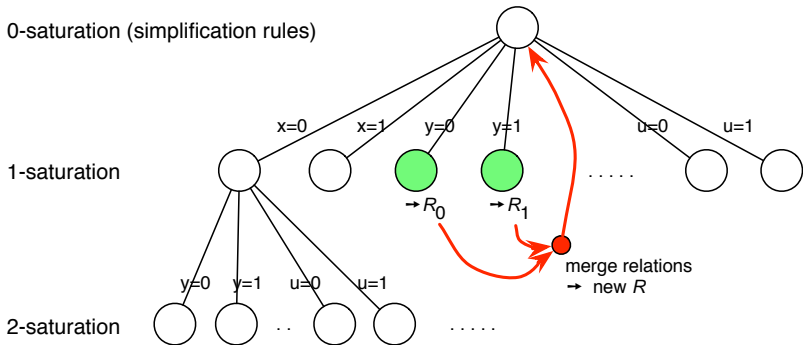 0-saturation (simplification rules)
x=0 x=1 y=0 y=1 u=0 u=1
1-saturation
. . . . .
→ R0 → R1
merge relations
→ new R
y=0 y=1 u=0 u=1
2-saturation
. . . . . . .